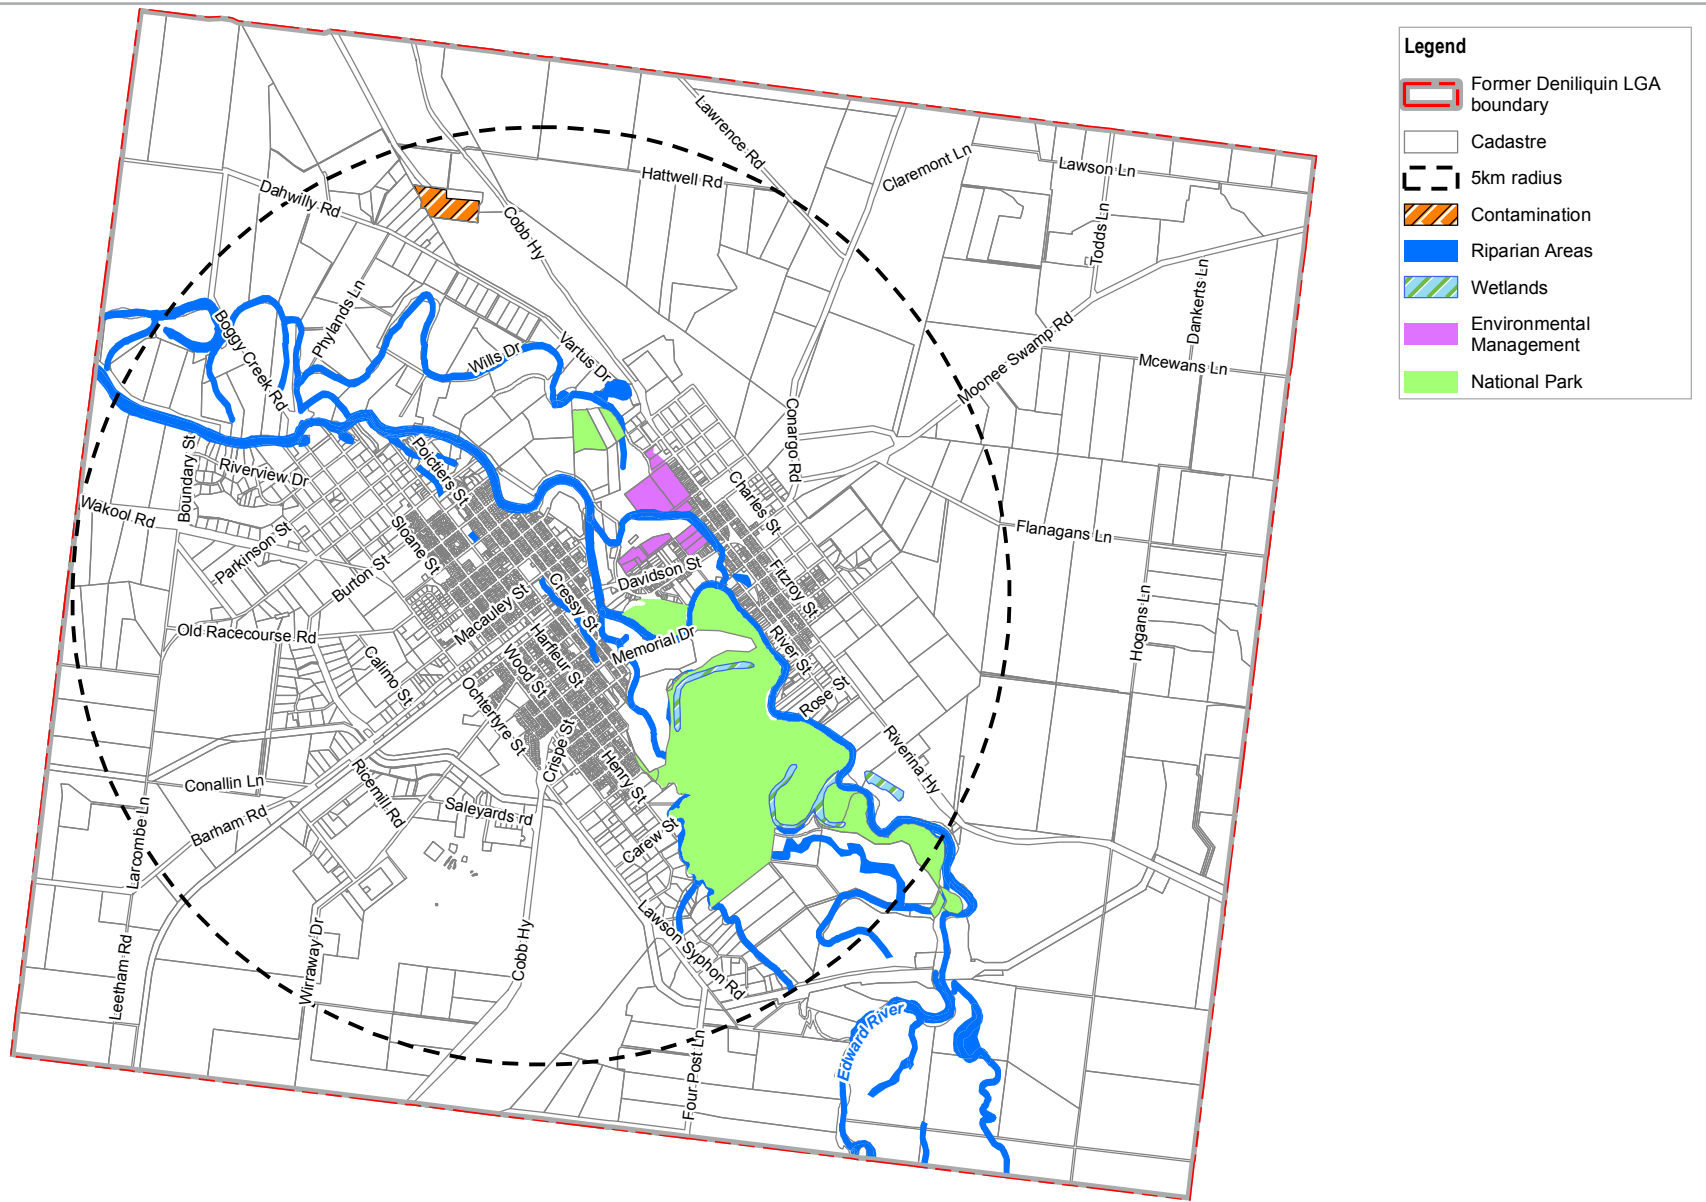 Legend
Former Deniliquin LGA
boundary
Cadastre
5km radius
Contamination
Riparian Areas
Wetlands
Environmental
Management
National Park
Lawrence Rd
Hattwell Rd
Claremont Ln
Lawson Ln
Dahwilly Rd
Cobb Hy
Todds Ln
Dankerts Ln
Phylands Ln
Boggy Creek Rd
Wills Dr
Vartus Dr
Moonee Swamp Rd
Mcewans Ln
Conargo Rd
Boundary St
Riverview Dr
Poictiers St
Charles St
Wakool Rd
Parkinson St
Sloane St
Burton St
Flanagans Ln
Davidson St
Fitzroy St
Cressy St
Macauley St
Old Racecourse Rd
Harfleur St
Memorial Dr
River St
Hogans Ln
Calimo St
Wood St
Ochtertyre St
Rose St
Crispe St
Riverina Hy
Henry St
Conallin Ln
Ricemill Rd
Barham Rd
Saleyards rd
Larcombe Ln
Carew St
Leetham Rd
Wirraway Dr
Cobb Hy
Lawson Syphon Rd
Four Post Ln
Edward River